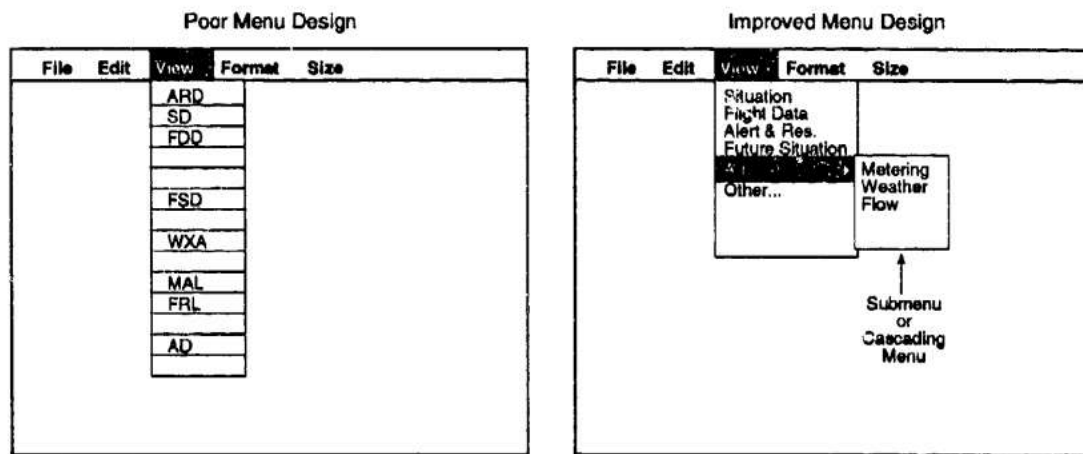 Poor Menu Design
File Edit View Format Size
ARD
SD
FDD
FSD
WXA
MAL
FRL
AD
Improved Menu Design
File Edit View Format Size
Situation
Flight Data
Alert & Res.
Future Situation
Other...
Metering
Weather
Flow
Submenu
or
Cascading
Menu